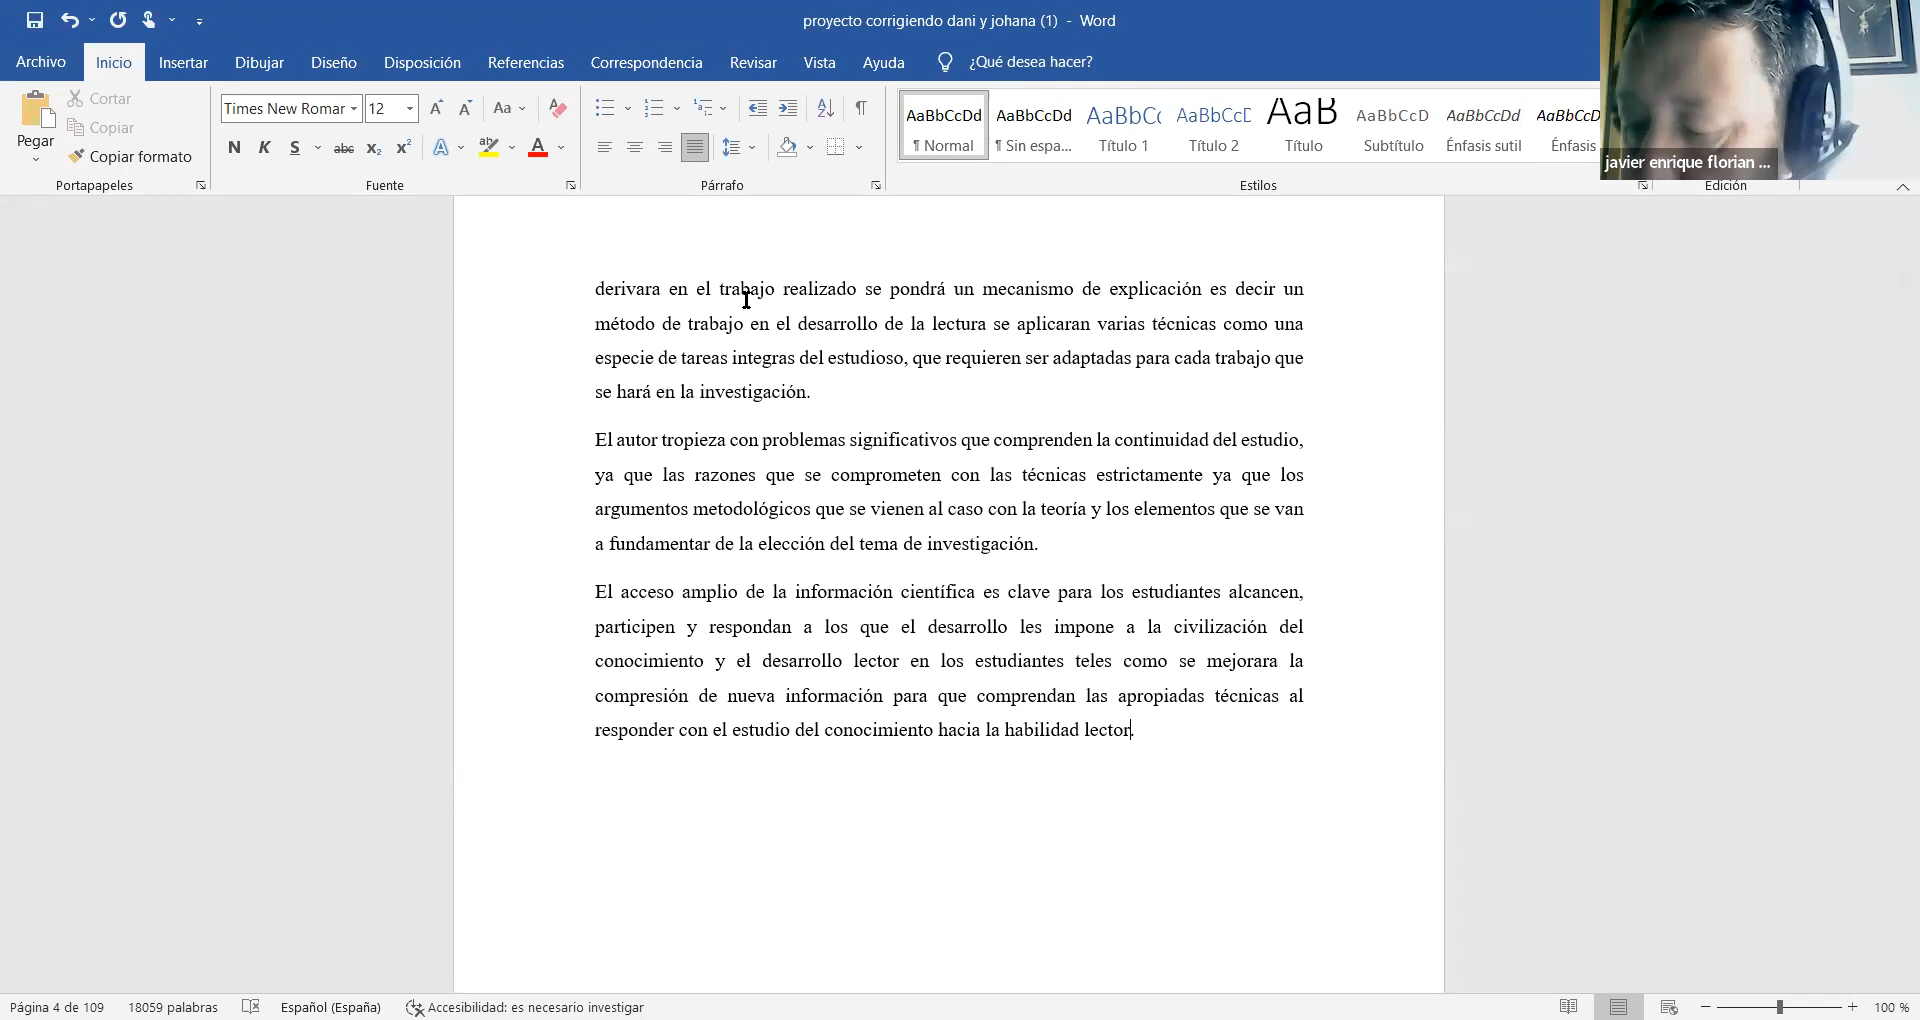 proyecto corrigiendo dani y johana (1) - Word
Archivo Inicio Insertar Dibujar Diseño Disposición Referencias Correspondencia Revisar Vista Ayuda ¿Qué desea hacer?
Pegar
Cortar
Copiar
Copiar formato
Portapapeles
Times New Romar 12
Aa
N K S abc x₂ x² A aby A
Fuente
Párrafo
AaBbCcDd AaBbCcDd AaBbCc AaBbCcD AaB AaBbCcD AaBbCcDd AaBbCcD
¶ Normal ¶ Sin espa... Título 1 Título 2 Título Subtítulo Énfasis sutil Énfasis
Estilos
Edición
javier enrique florian ...
derivara en el trabajo realizado se pondrá un mecanismo de explicación es decir un
método de trabajo en el desarrollo de la lectura se aplicaran varias técnicas como una
especie de tareas integras del estudioso, que requieren ser adaptadas para cada trabajo que
se hará en la investigación.
El autor tropieza con problemas significativos que comprenden la continuidad del estudio,
ya que las razones que se comprometen con las técnicas estrictamente ya que los
argumentos metodológicos que se vienen al caso con la teoría y los elementos que se van
a fundamentar de la elección del tema de investigación.
El acceso amplio de la información científica es clave para los estudiantes alcancen,
participen y respondan a los que el desarrollo les impone a la civilización del
conocimiento y el desarrollo lector en los estudiantes teles como se mejorara la
compresión de nueva información para que comprendan las apropiadas técnicas al
responder con el estudio del conocimiento hacia la habilidad lector.
Página 4 de 109 18059 palabras Español (España) Accesibilidad: es necesario investigar 100 %